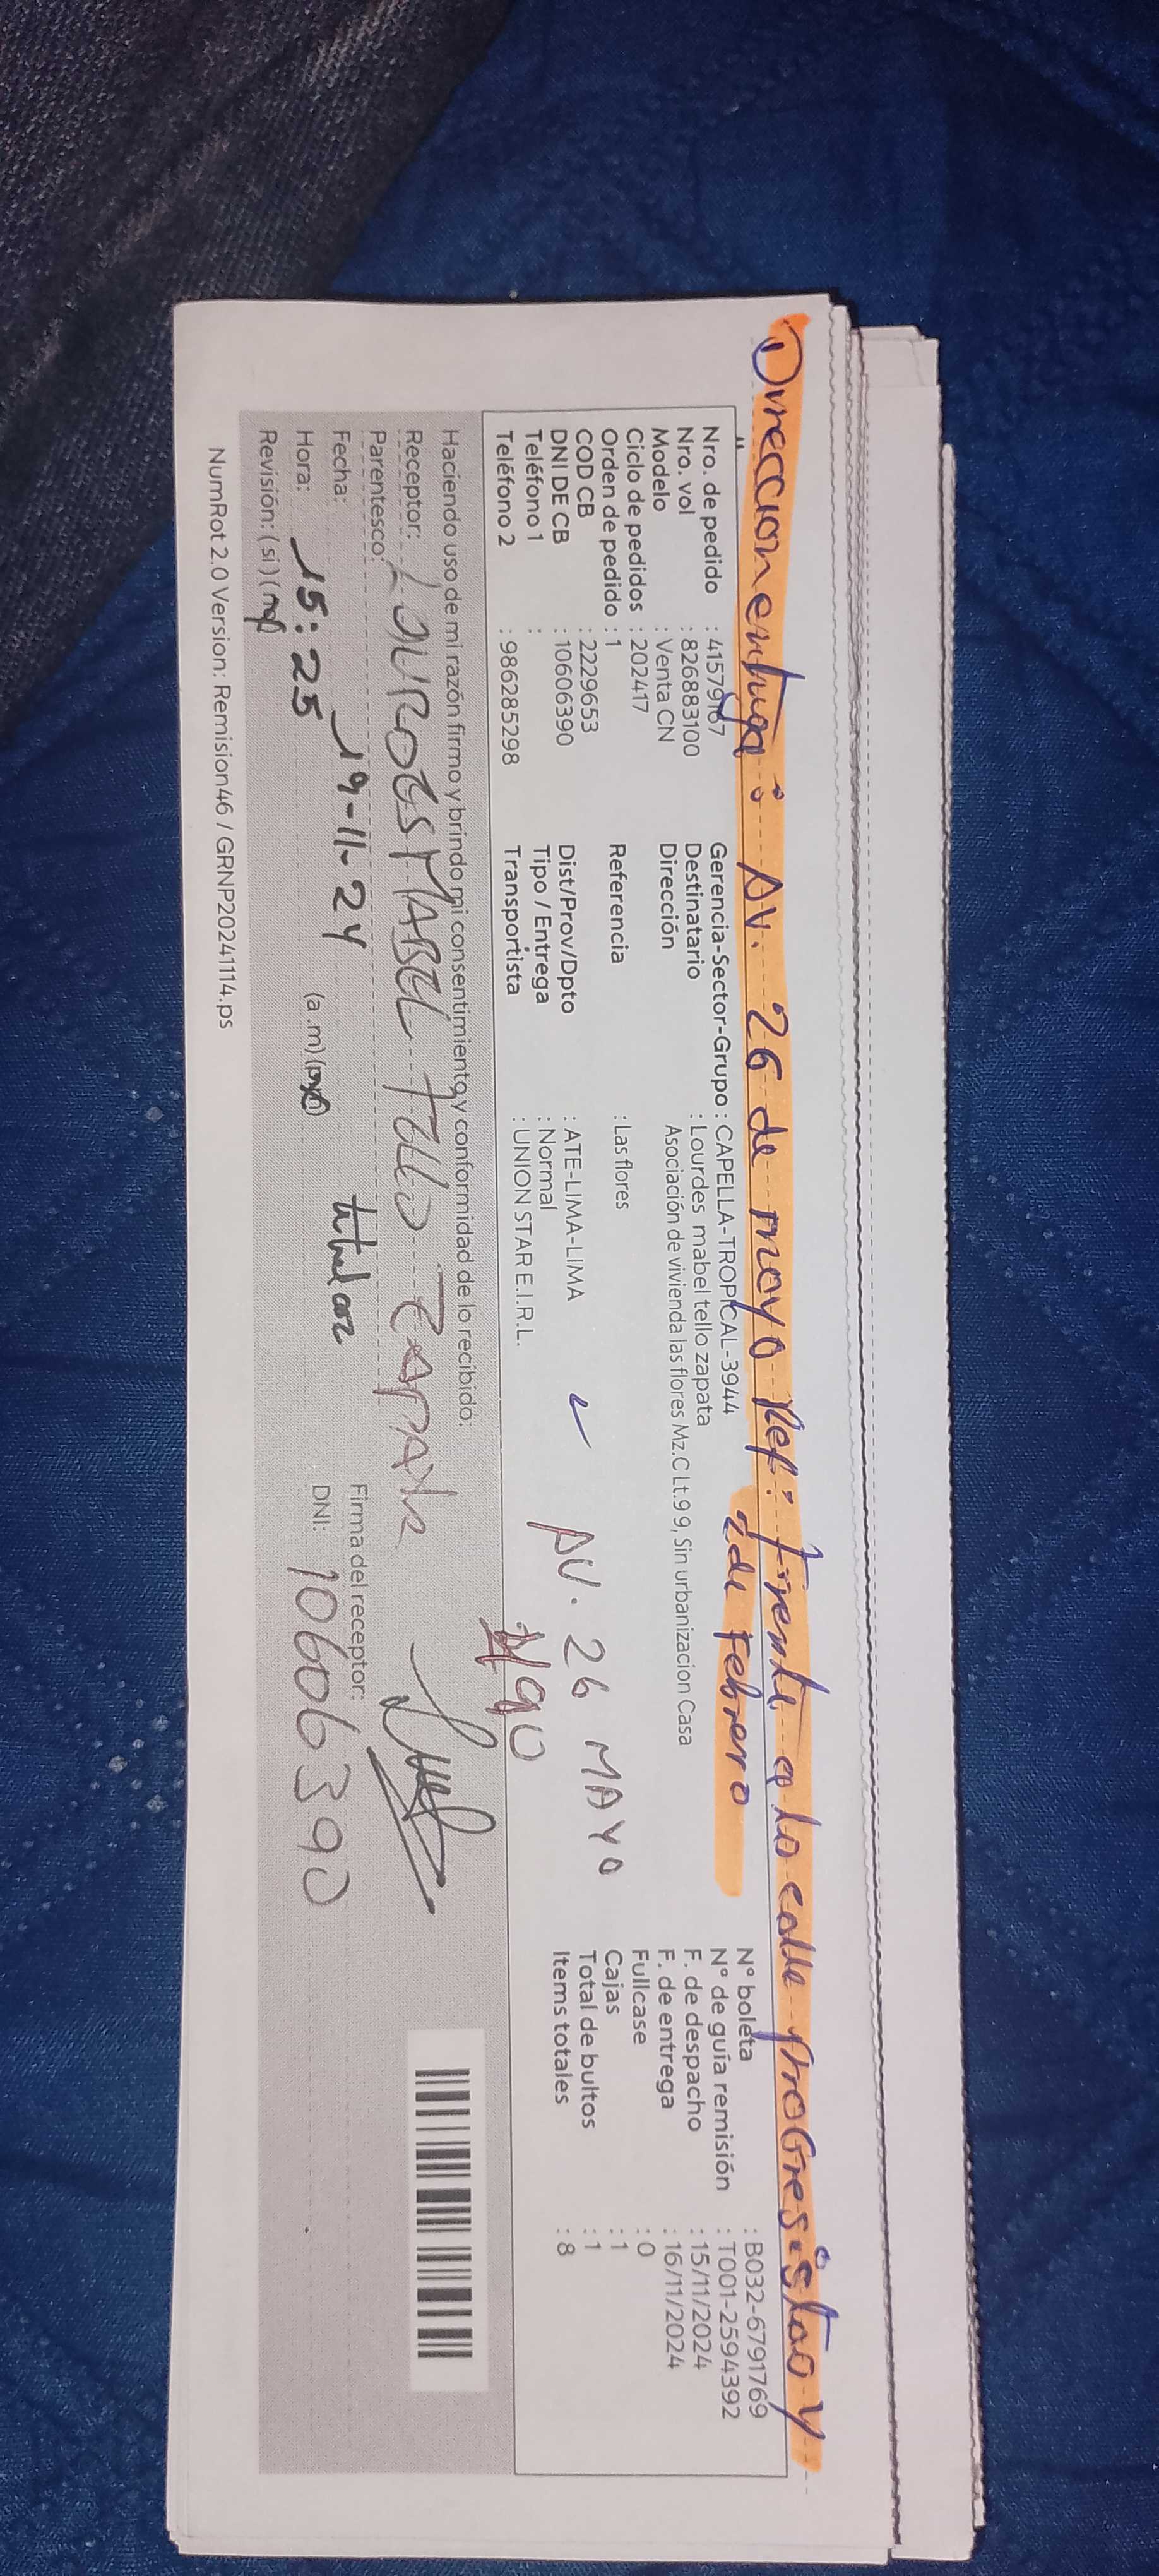 Direccion entrega : AV. 26 de mayo Ref: frente a la calle progresista y
2 de Febrero
Nro. de pedido : 41579167
Nro. vol : 826883100
Modelo : Venta CN
Ciclo de pedidos : 202417
Orden de pedido : 1
COD CB : 2229653
DNI DE CB : 10606390
Teléfono 1 :
Teléfono 2 : 986285298
Gerencia-Sector-Grupo : CAPELLA-TROPICAL-3944
Destinatario : Lourdes mabel tello zapata
Dirección Asociación de vivienda las flores Mz.C Lt.9 9, Sin urbanizacion Casa
Referencia : Las flores
Dist/Prov/Dpto : ATE-LIMA-LIMA
Tipo / Entrega : Normal
Transportista : UNION STAR E.I.R.L.
AV. 26 MAYO
490
N° boleta : B032-6791769
N° de guía remisión : T001-2594392
F. de despacho : 15/11/2024
F. de entrega : 16/11/2024
Fullcase : 0
Cajas : 1
Total de bultos : 1
Items totales : 8
Haciendo uso de mi razón firmo y brindo mi consentimiento y conformidad de lo recibido:
Receptor: LOURDES MABEL TELLO ZAPATA
Parentesco: titular
Fecha: 19-11-24
Hora: 15:25 (a.m)
Revisión: (si) (no)
Firma del receptor:
DNI: 10606390
NumRot 2.0 Version: Remision46 / GRNP20241114.ps